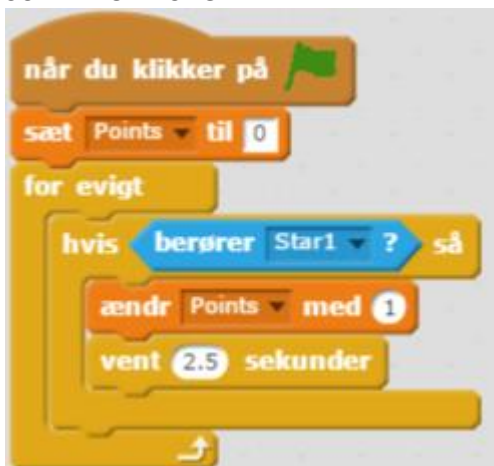 når du klikker på
sæt Points til 0
for evigt
hvis berører Star1 ? så
ændr Points med 1
vent 2.5 sekunder